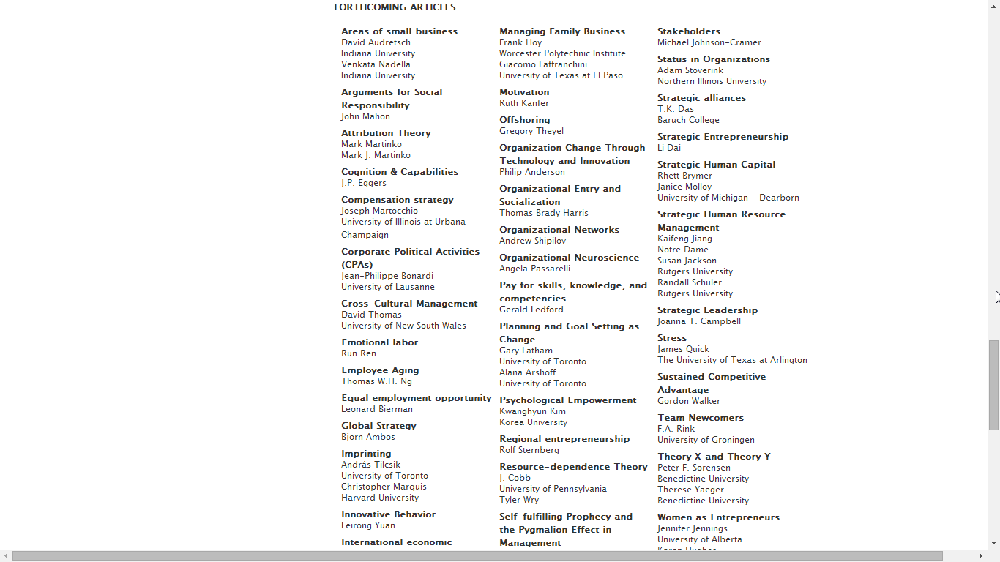 FORTHCOMING ARTICLES
Areas of small business
David Audretsch
Indiana University
Venkata Nadella
Indiana University
Arguments for Social
Responsibility
John Mahon
Attribution Theory
Mark Martinko
Mark J. Martinko
Cognition & Capabilities
J.P. Eggers
Compensation strategy
Joseph Martocchio
University of Illinois at Urbana-
Champaign
Corporate Political Activities
(CPAs)
Jean-Philippe Bonardi
University of Lausanne
Cross-Cultural Management
David Thomas
University of New South Wales
Emotional labor
Run Ren
Employee Aging
Thomas W.H. Ng
Equal employment opportunity
Leonard Bierman
Global Strategy
Bjorn Ambos
Imprinting
András Tilcsik
University of Toronto
Christopher Marquis
Harvard University
Innovative Behavior
Feirong Yuan
International economic
Managing Family Business
Frank Hoy
Worcester Polytechnic Institute
Giacomo Laffranchini
University of Texas at El Paso
Motivation
Ruth Kanfer
Offshoring
Gregory Theyel
Organization Change Through
Technology and Innovation
Philip Anderson
Organizational Entry and
Socialization
Thomas Brady Harris
Organizational Networks
Andrew Shipilov
Organizational Neuroscience
Angela Passarelli
Pay for skills, knowledge, and
competencies
Gerald Ledford
Planning and Goal Setting as
Change
Gary Latham
University of Toronto
Alana Arshoff
University of Toronto
Psychological Empowerment
Kwanghyun Kim
Korea University
Regional entrepreneurship
Rolf Sternberg
Resource-dependence Theory
J. Cobb
University of Pennsylvania
Tyler Wry
Self-fulfilling Prophecy and
the Pygmalion Effect in
Management
Stakeholders
Michael Johnson-Cramer
Status in Organizations
Adam Stoverink
Northern Illinois University
Strategic alliances
T.K. Das
Baruch College
Strategic Entrepreneurship
Li Dai
Strategic Human Capital
Rhett Brymer
Janice Molloy
University of Michigan - Dearborn
Strategic Human Resource
Management
Kaifeng Jiang
Notre Dame
Susan Jackson
Rutgers University
Randall Schuler
Rutgers University
Strategic Leadership
Joanna T. Campbell
Stress
James Quick
The University of Texas at Arlington
Sustained Competitive
Advantage
Gordon Walker
Team Newcomers
F.A. Rink
University of Groningen
Theory X and Theory Y
Peter F. Sorensen
Benedictine University
Therese Yaeger
Benedictine University
Women as Entrepreneurs
Jennifer Jennings
University of Alberta